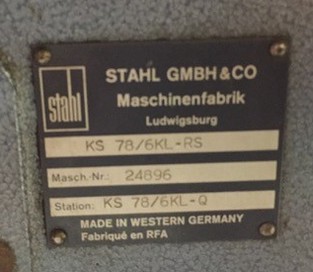 stahl
STAHL GMBH & CO
Maschinenfabrik
Ludwigsburg
KS 78/6KL-RS
Masch.-Nr.: 24896
Station: KS 78/6KL-Q
MADE IN WESTERN GERMANY
Fabriqué en RFA